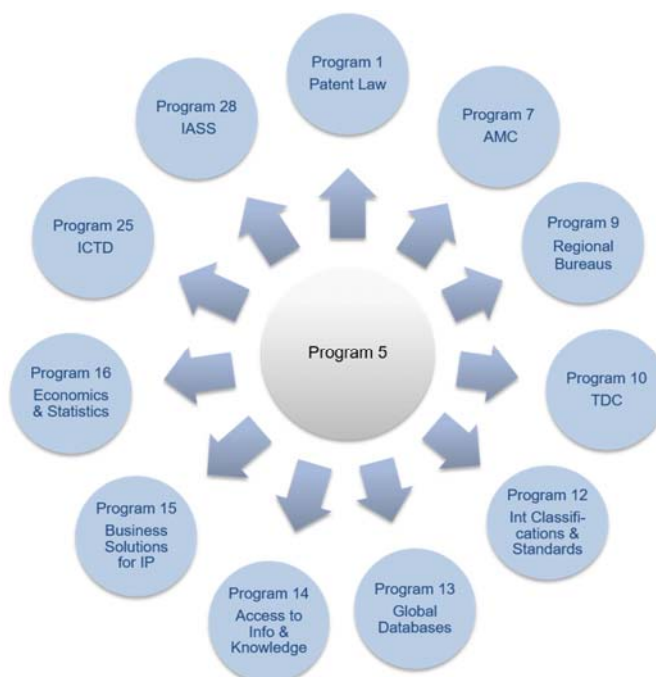 Program 1
Patent Law
Program 7
AMC
Program 9
Regional
Bureaus
Program 10
TDC
Program 12
Int Classifi-
cations &
Standards
Program 13
Global
Databases
Program 14
Access to
Info &
Knowledge
Program 15
Business
Solutions
for IP
Program 16
Economics
& Statistics
Program 25
ICTD
Program 28
IASS
Program 5